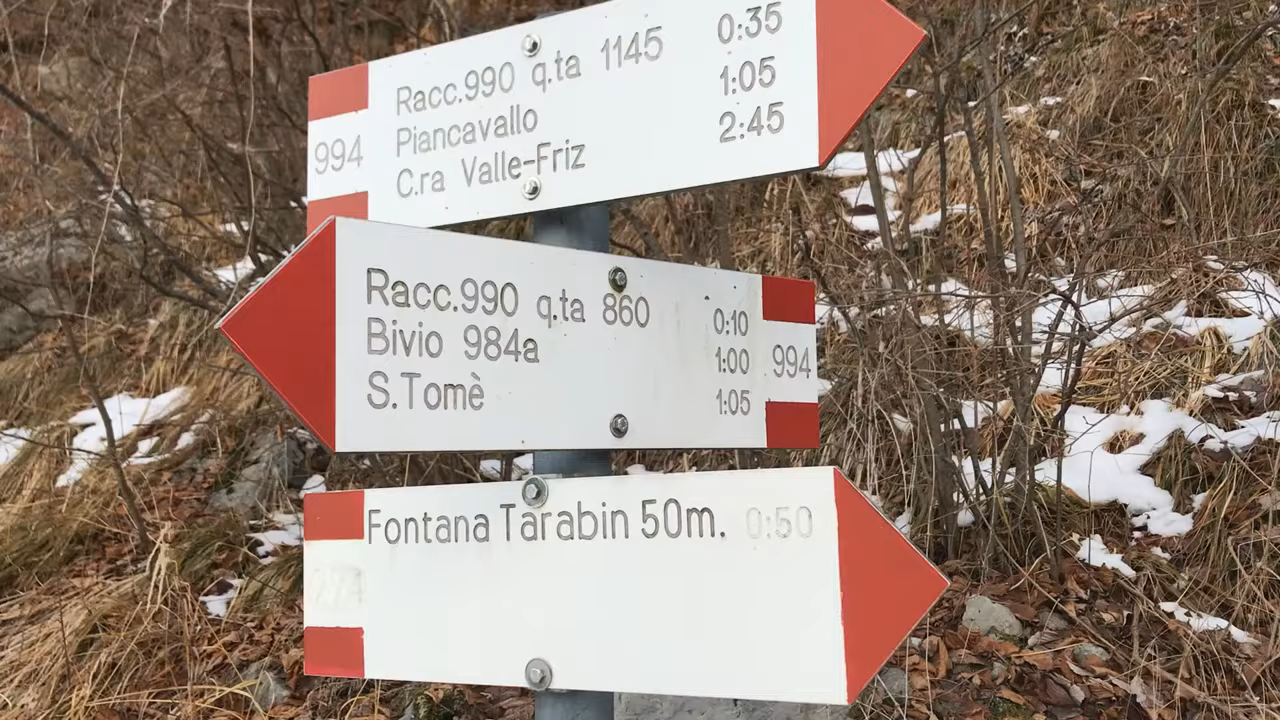 994
Racc.990 q.ta 1145 0:35
Piancavallo 1:05
C.ra Valle-Friz 2:45
Racc.990 q.ta 860 0:10
Bivio 984a 1:00
S.Tomè 1:05
994
Fontana Tarabin 50m. 0:50